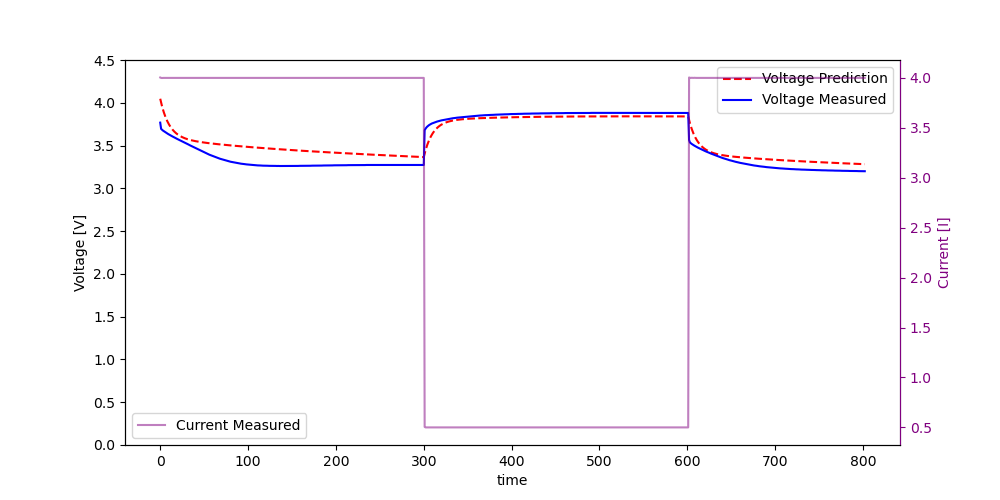 4.5
4.0
3.5
3.0
2.5
2.0
1.5
1.0
0.5
0.0
Voltage [V]
Voltage Prediction
Voltage Measured
Current Measured
0 100 200 300 400 500 600 700 800
time
4.0
3.5
3.0
2.5
2.0
1.5
1.0
0.5
Current [I]